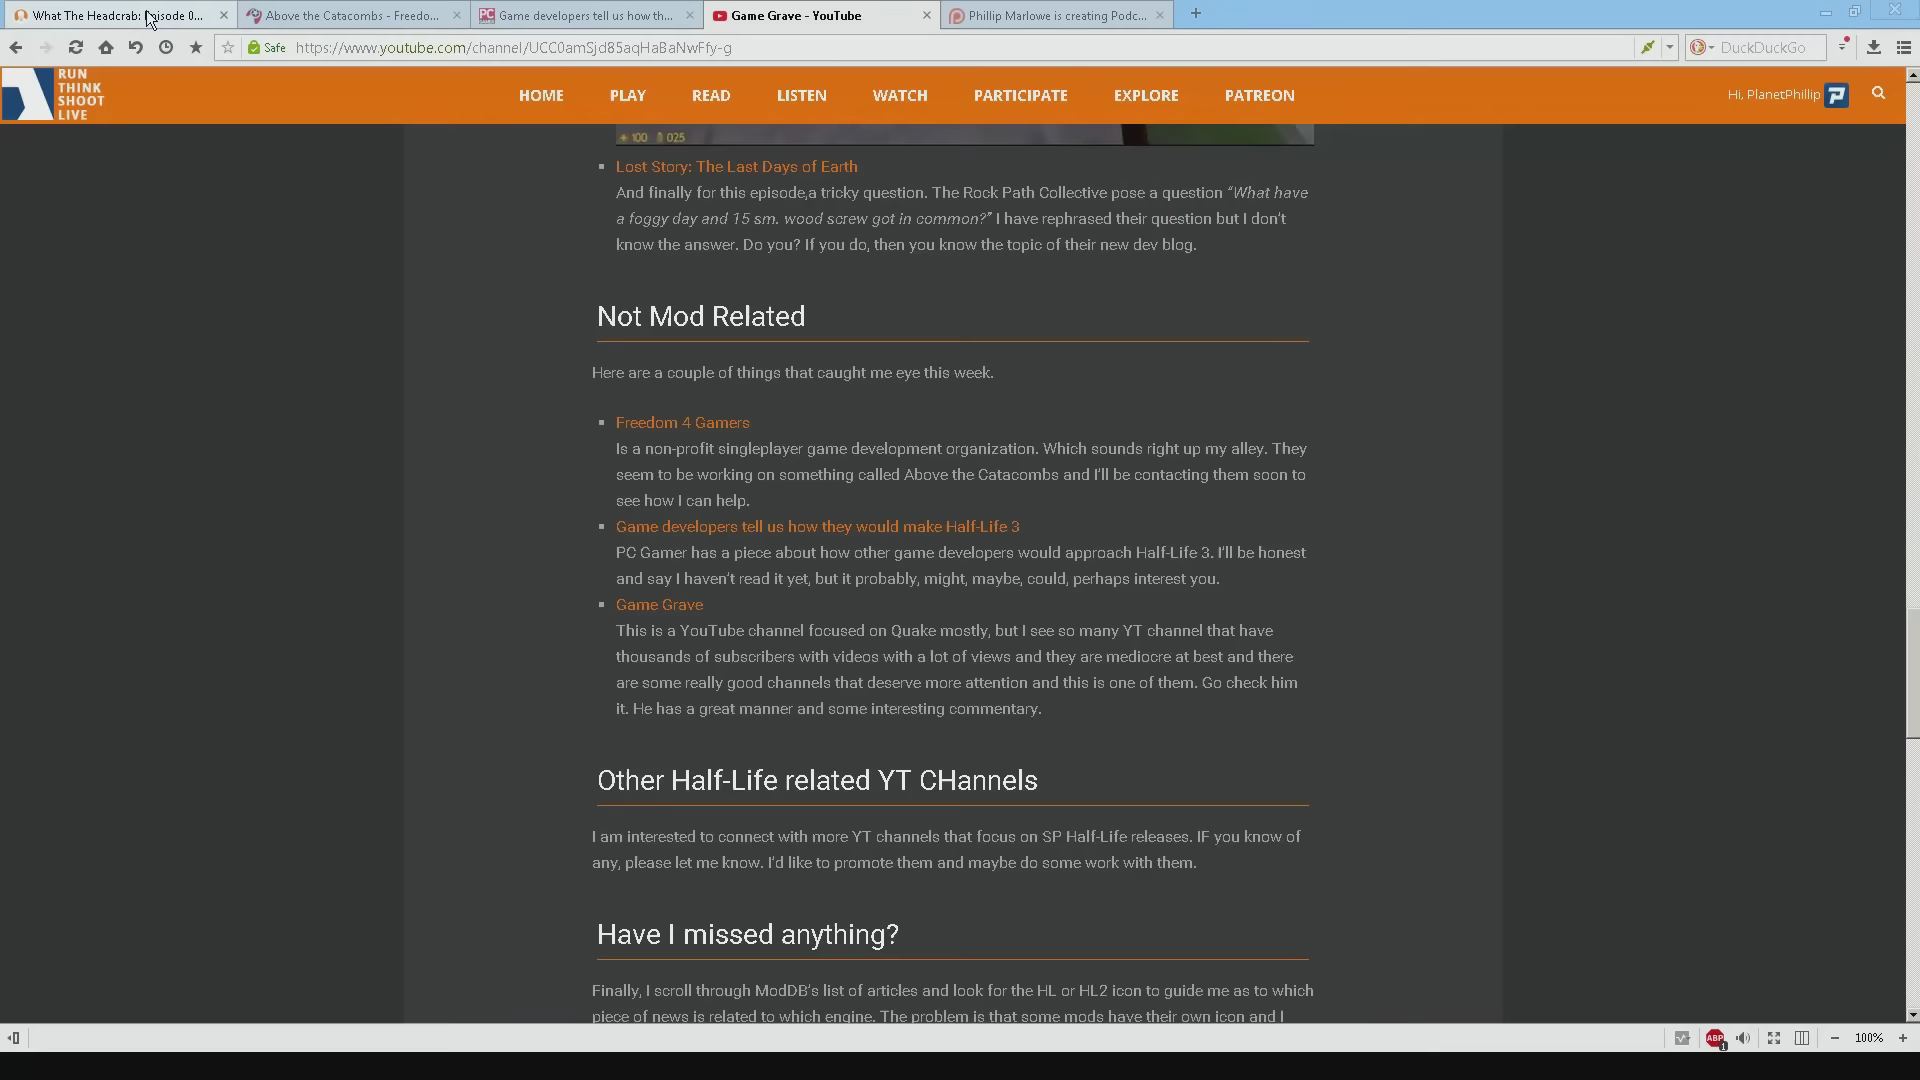 What The Headcrab: Episode 0...
Above the Catacombs - Freedo...
Game developers tell us how th...
Game Grave - YouTube
Phillip Marlowe is creating Podc...
Safe
https://www.youtube.com/channel/UCC0amSjd85aqHaBaNwFfy-g
DuckDuckGo
RUN
THINK
SHOOT
LIVE
HOME
PLAY
READ
LISTEN
WATCH
PARTICIPATE
EXPLORE
PATREON
Hi, PlanetPhillip
100 025
Lost Story: The Last Days of Earth
And finally for this episode,a tricky question. The Rock Path Collective pose a question “What have
a foggy day and 15 sm. wood screw got in common?” I have rephrased their question but I don’t
know the answer. Do you? If you do, then you know the topic of their new dev blog.
Not Mod Related
Here are a couple of things that caught me eye this week.
Freedom 4 Gamers
Is a non-profit singleplayer game development organization. Which sounds right up my alley. They
seem to be working on something called Above the Catacombs and I’ll be contacting them soon to
see how I can help.
Game developers tell us how they would make Half-Life 3
PC Gamer has a piece about how other game developers would approach Half-Life 3. I’ll be honest
and say I haven’t read it yet, but it probably, might, maybe, could, perhaps interest you.
Game Grave
This is a YouTube channel focused on Quake mostly, but I see so many YT channel that have
thousands of subscribers with videos with a lot of views and they are mediocre at best and there
are some really good channels that deserve more attention and this is one of them. Go check him
it. He has a great manner and some interesting commentary.
Other Half-Life related YT CHannels
I am interested to connect with more YT channels that focus on SP Half-Life releases. IF you know of
any, please let me know. I’d like to promote them and maybe do some work with them.
Have I missed anything?
Finally, I scroll through ModDB’s list of articles and look for the HL or HL2 icon to guide me as to which
piece of news is related to which engine. The problem is that some mods have their own icon and I
ABP
1
100%